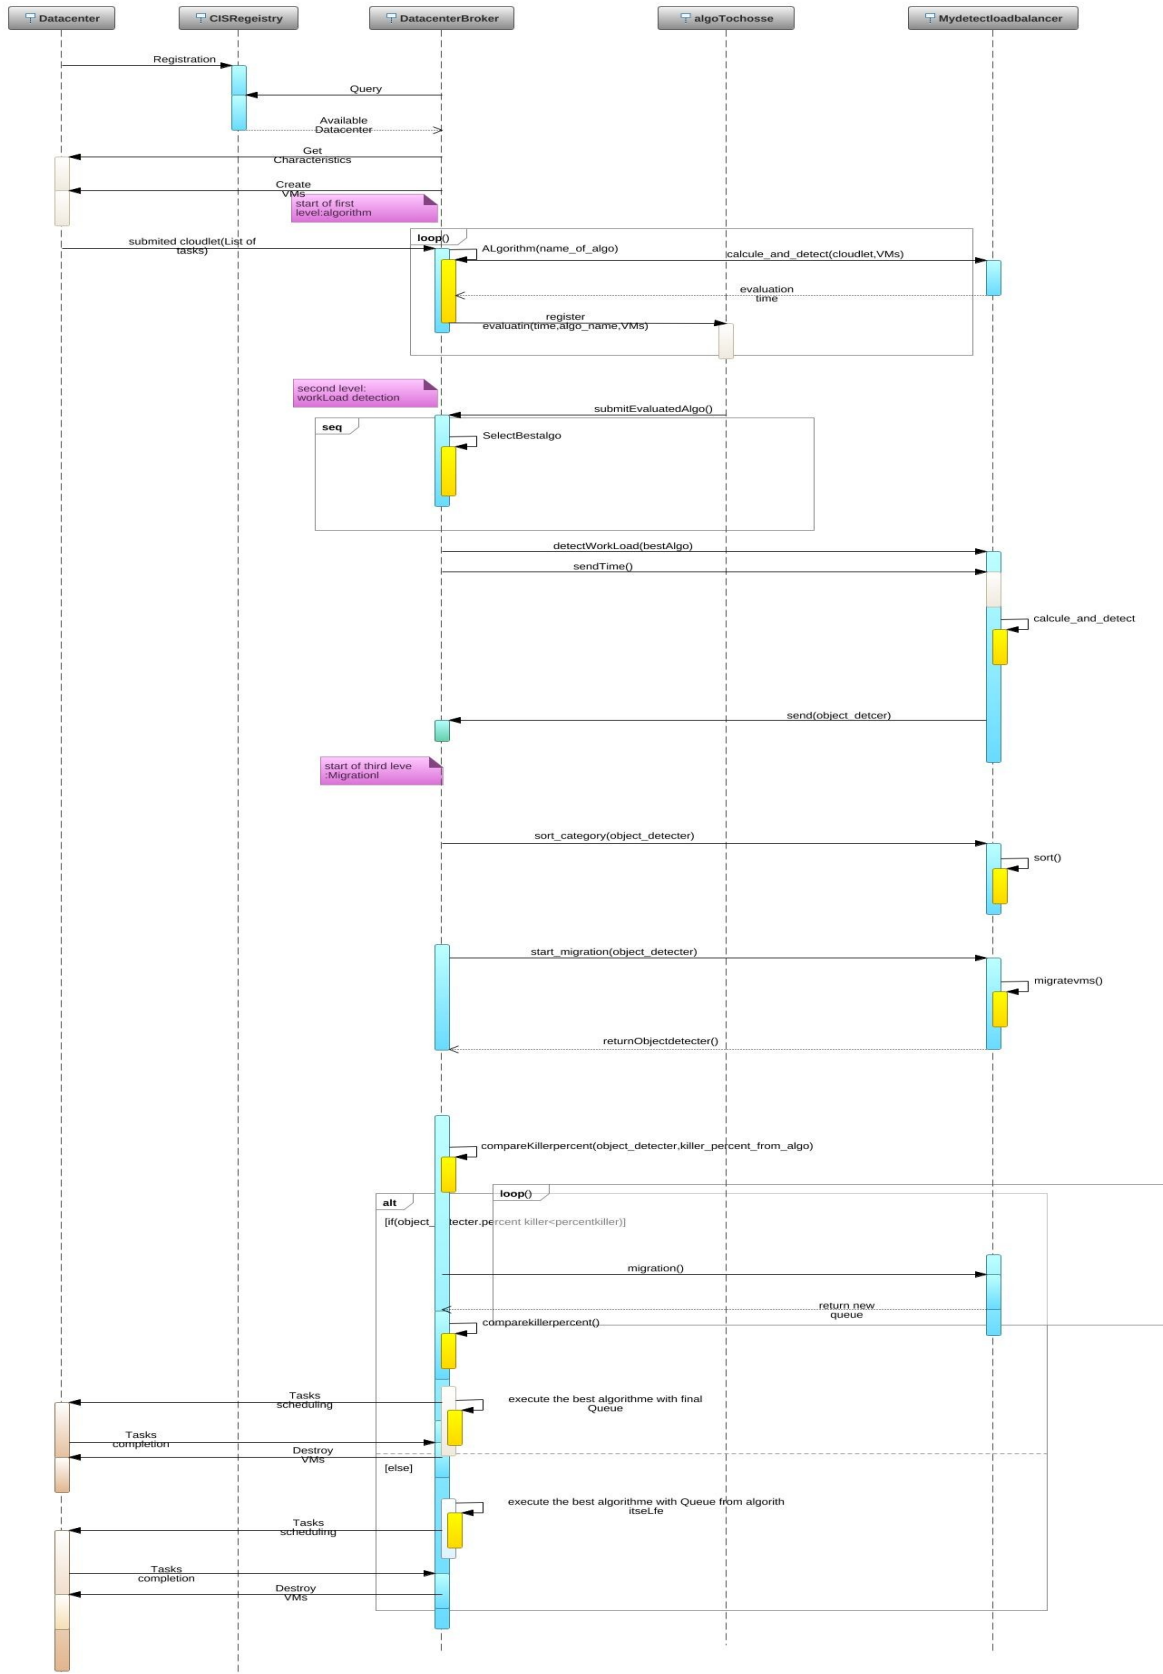 Datacenter
CISRegeistry
DatacenterBroker
algoTochosse
Mydetectloadbalancer
Registration
Query
Available
Datacenter
Get
Characteristics
Create
VMs
start of first
level:algorithm
submited cloudlet(List of
tasks)
loop()
ALgorithm(name_of_algo)
calcule_and_detect(cloudlet,VMs)
evaluation
time
register
evaluatin(time,algo_name,VMs)
second level:
workLoad detection
submitEvaluatedAlgo()
seq
SelectBestalgo
detectWorkLoad(bestAlgo)
sendTime()
calcule_and_detect
send(object_detcer)
start of third leve
:Migrationl
sort_category(object_detecter)
sort()
start_migration(object_detecter)
migratevms()
returnObjectdetecter()
compareKillerpercent(object_detecter,killer_percent_from_algo)
loop()
alt
[if(object_ tecter.percent killer<percentkiller)]
migration()
return new
queue
comparekillerpercent()
Tasks
scheduling
execute the best algorithme with final
Queue
Tasks
completion
Destroy
VMs
[else]
execute the best algorithme with Queue from algorith
itseLfe
Tasks
scheduling
Tasks
completion
Destroy
VMs